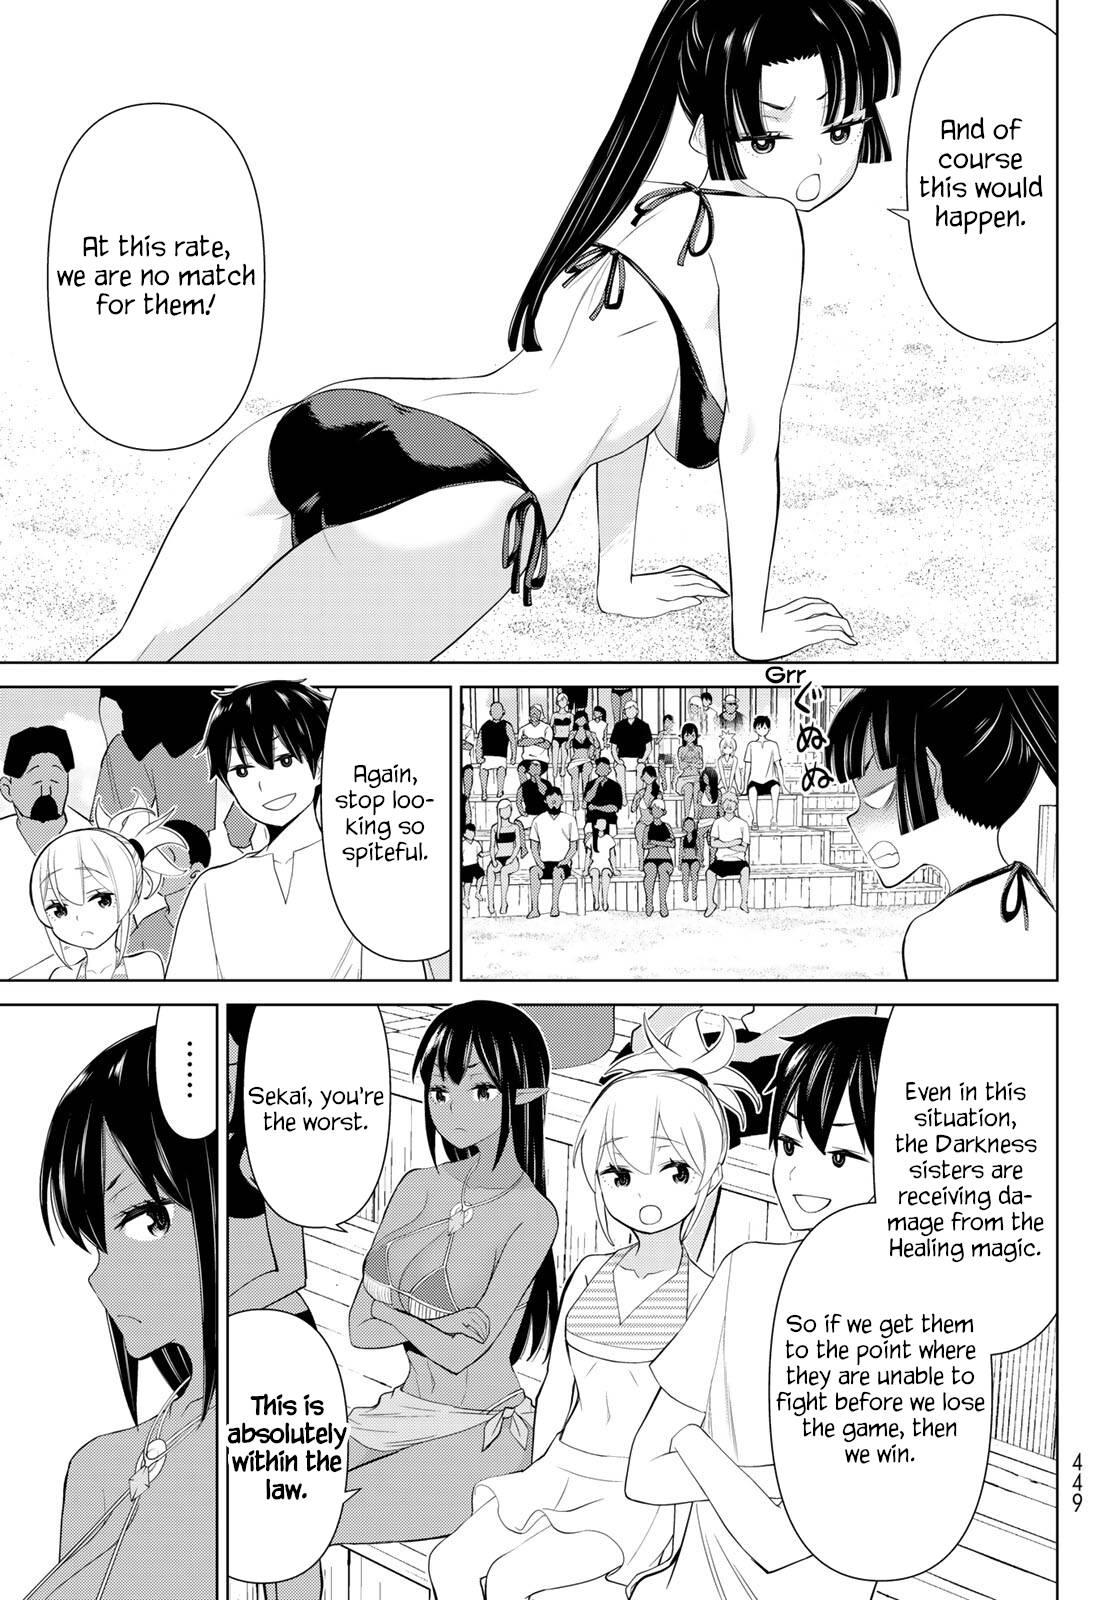 And of
course
this would
happen.
At this rate,
we are no match
for them!
Grr
ぐぬぬ
Again,
stop loo-
king so
spiteful.
Even in this
situation,
the Darkness
sisters are
receiving da-
mage from the
Healing magic.
So if we get them
to the point where
they are unable to
fight before we lose
the game, then
we win.
Sekai, you're
the worst.
This is
absolutely
within the
law.
......
449